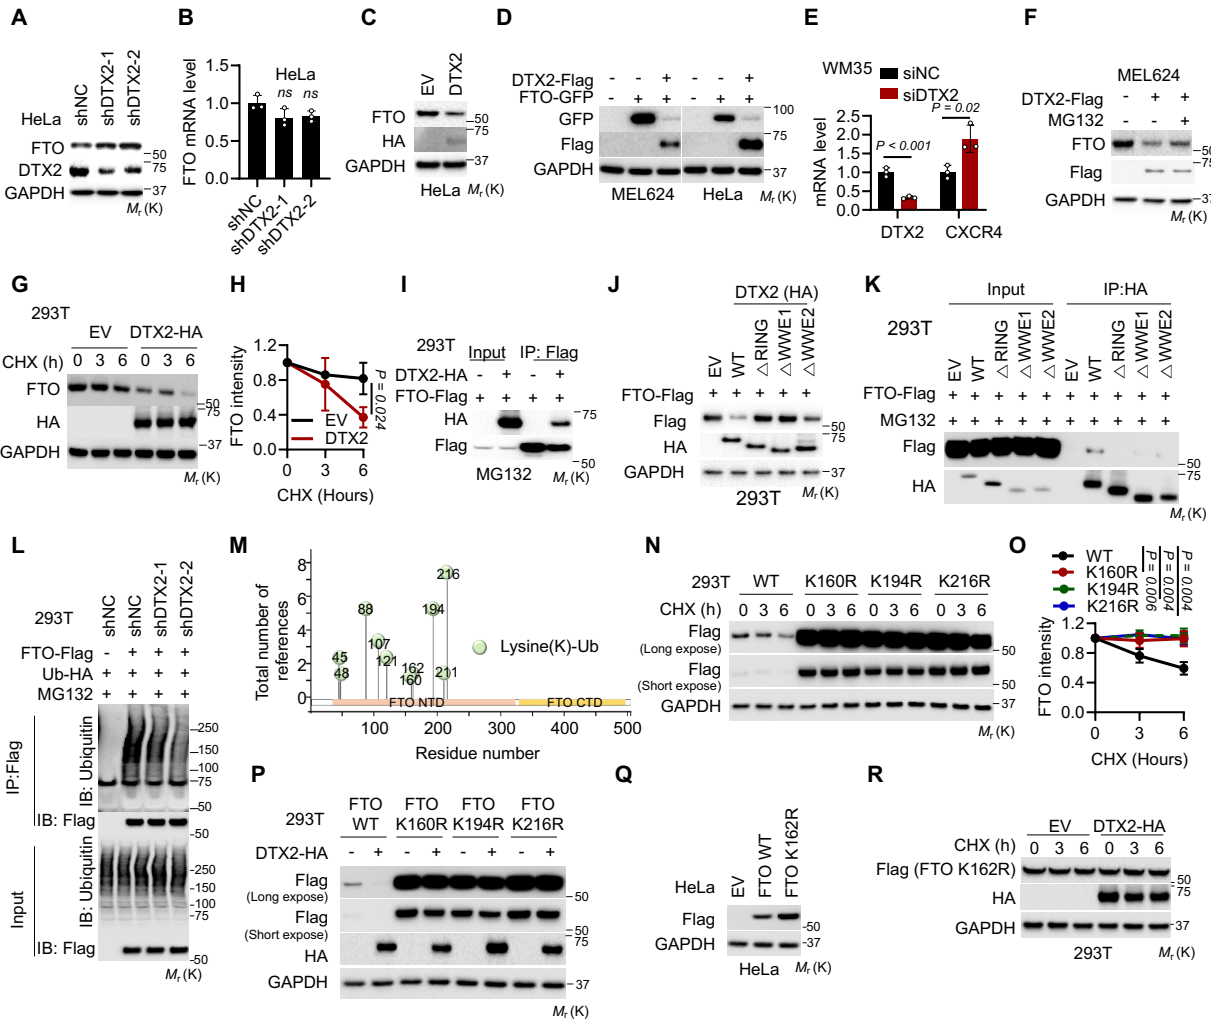 A
HeLa
shNC
shDTX2-1
shDTX2-2
FTO
DTX2
GAPDH
50
75
37
Mr (K)
B
FTO mRNA level
1.5
1.0
0.5
0.0
HeLa
ns
ns
shNC
shDTX2-1
shDTX2-2
C
EV
DTX2
FTO
HA
GAPDH
50
75
37
HeLa
Mr (K)
D
DTX2-Flag - - + - - +
FTO-GFP - + + - + +
GFP
Flag
GAPDH
100
75
37
MEL624
HeLa
Mr (K)
E
WM35
siNC
siDTX2
P = 0.02
P < 0.001
mRNA level
2.5
2.0
1.5
1.0
0.5
0.0
DTX2
CXCR4
F
MEL624
DTX2-Flag - + +
MG132 - - +
FTO
Flag
GAPDH
50
75
37
Mr (K)
G
293T
EV DTX2-HA
CHX (h) 0 3 6 0 3 6
FTO
HA
GAPDH
50
37
Mr (K)
H
FTO intensity
1.2
0.8
0.4
0.0
EV
DTX2
P = 0.024
0 3 6
CHX (Hours)
I
293T
Input IP: Flag
DTX2-HA - + - +
FTO-Flag + + + +
HA
Flag
75
50
MG132
Mr (K)
J
DTX2 (HA)
EV
WT
△RING
△WWE1
△WWE2
FTO-Flag + + + + +
Flag
HA
GAPDH
50
75
37
293T
Mr (K)
K
293T
Input
IP:HA
EV
WT
△RING
△WWE1
△WWE2
EV
WT
△RING
△WWE1
△WWE2
FTO-Flag + + + + + + + + + +
MG132 + + + + + + + + + +
Flag
HA
50
75
Mr (K)
L
293T
shNC
shNC
shDTX2-1
shDTX2-2
FTO-Flag - + + +
Ub-HA + + + +
MG132 + + + +
IP:Flag
IB: Ubiquitin
250
150
100
75
50
IB: Flag
Input
IB: Ubiquitin
250
150
100
75
IB: Flag
50
Mr (K)
M
Total number of
references
8
6
4
2
0
216
88
194
107
121
45
48
162
160
211
Lysine(K)-Ub
FTO NTD
FTO CTD
100 200 300 400 500
Residue number
N
293T WT K160R K194R K216R
CHX (h) 0 3 6 0 3 6 0 3 6 0 3 6
Flag
(Long expose)
Flag
(Short expose)
GAPDH
50
50
37
Mr (K)
O
WT
K160R
K194R
K216R
P = 0.006
P = 0.004
P = 0.004
FTO intensity
1.2
0.8
0.4
0.0
0 3 6
CHX (Hours)
P
293T
FTO FTO FTO FTO
WT K160R K194R K216R
DTX2-HA - + - + - + - +
Flag
(Long expose)
Flag
(Short expose)
HA
GAPDH
50
50
75
37
Mr (K)
Q
HeLa
EV
FTO WT
FTO K162R
Flag
GAPDH
50
37
HeLa
Mr (K)
R
EV DTX2-HA
CHX (h) 0 3 6 0 3 6
Flag (FTO K162R)
HA
GAPDH
50
75
37
293T
Mr (K)